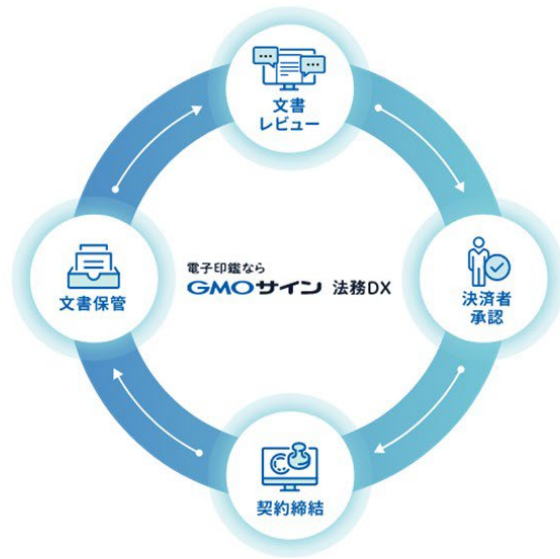 文書
レビュー
電子印鑑なら
GMOサイン 法務DX
文書保管
決済者
承認
契約締結